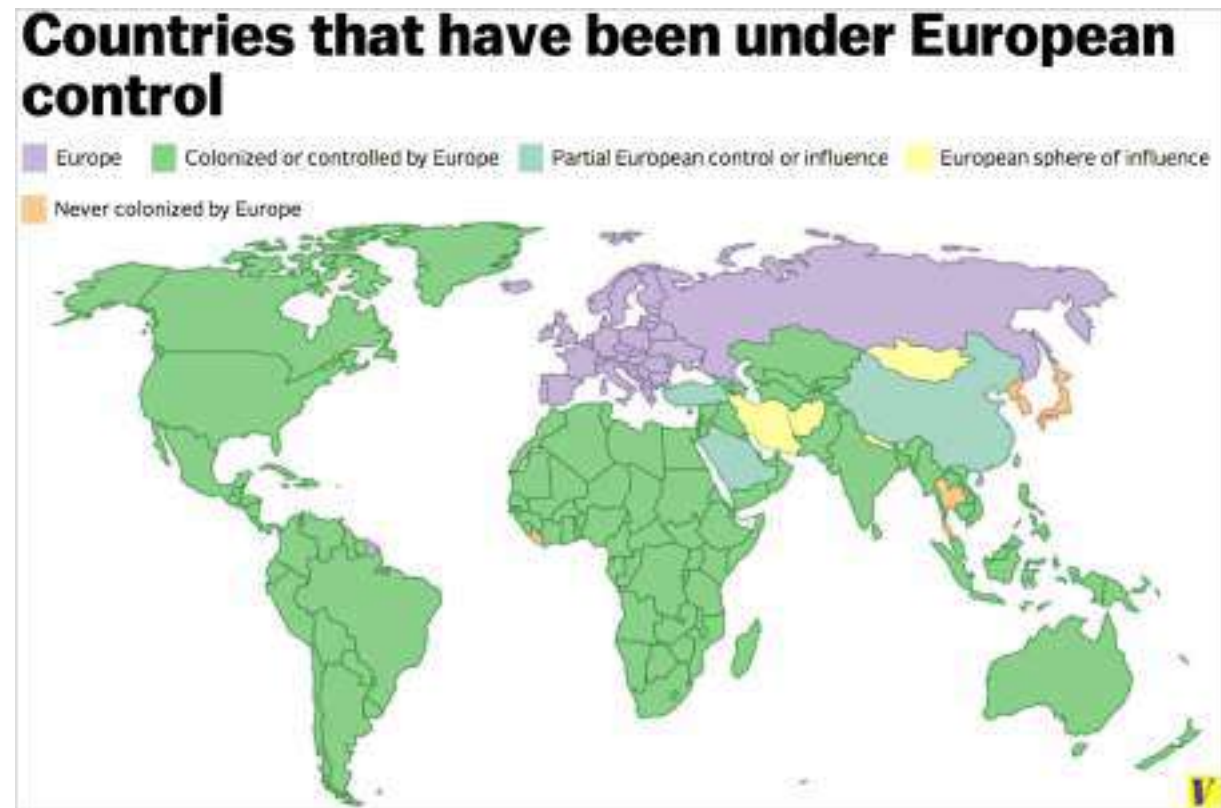 Countries that have been under European
control
Europe
Colonized or controlled by Europe
Partial European control or influence
European sphere of influence
Never colonized by Europe
V